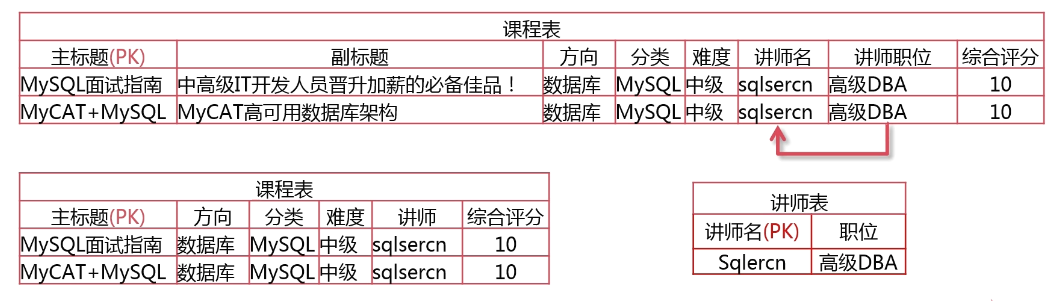 课程表
主标题(PK) 副标题 方向 分类 难度 讲师名 讲师职位 综合评分
MySQL面试指南 中高级IT开发人员晋升加薪的必备佳品！ 数据库 MySQL 中级 sqlsercn 高级DBA 10
MyCAT+MySQL MyCAT高可用数据库架构 数据库 MySQL 中级 sqlsercn 高级DBA 10
课程表
主标题(PK) 方向 分类 难度 讲师 综合评分
MySQL面试指南 数据库 MySQL 中级 sqlsercn 10
MyCAT+MySQL 数据库 MySQL 中级 sqlsercn 10
讲师表
讲师名(PK) 职位
Sqlercn 高级DBA